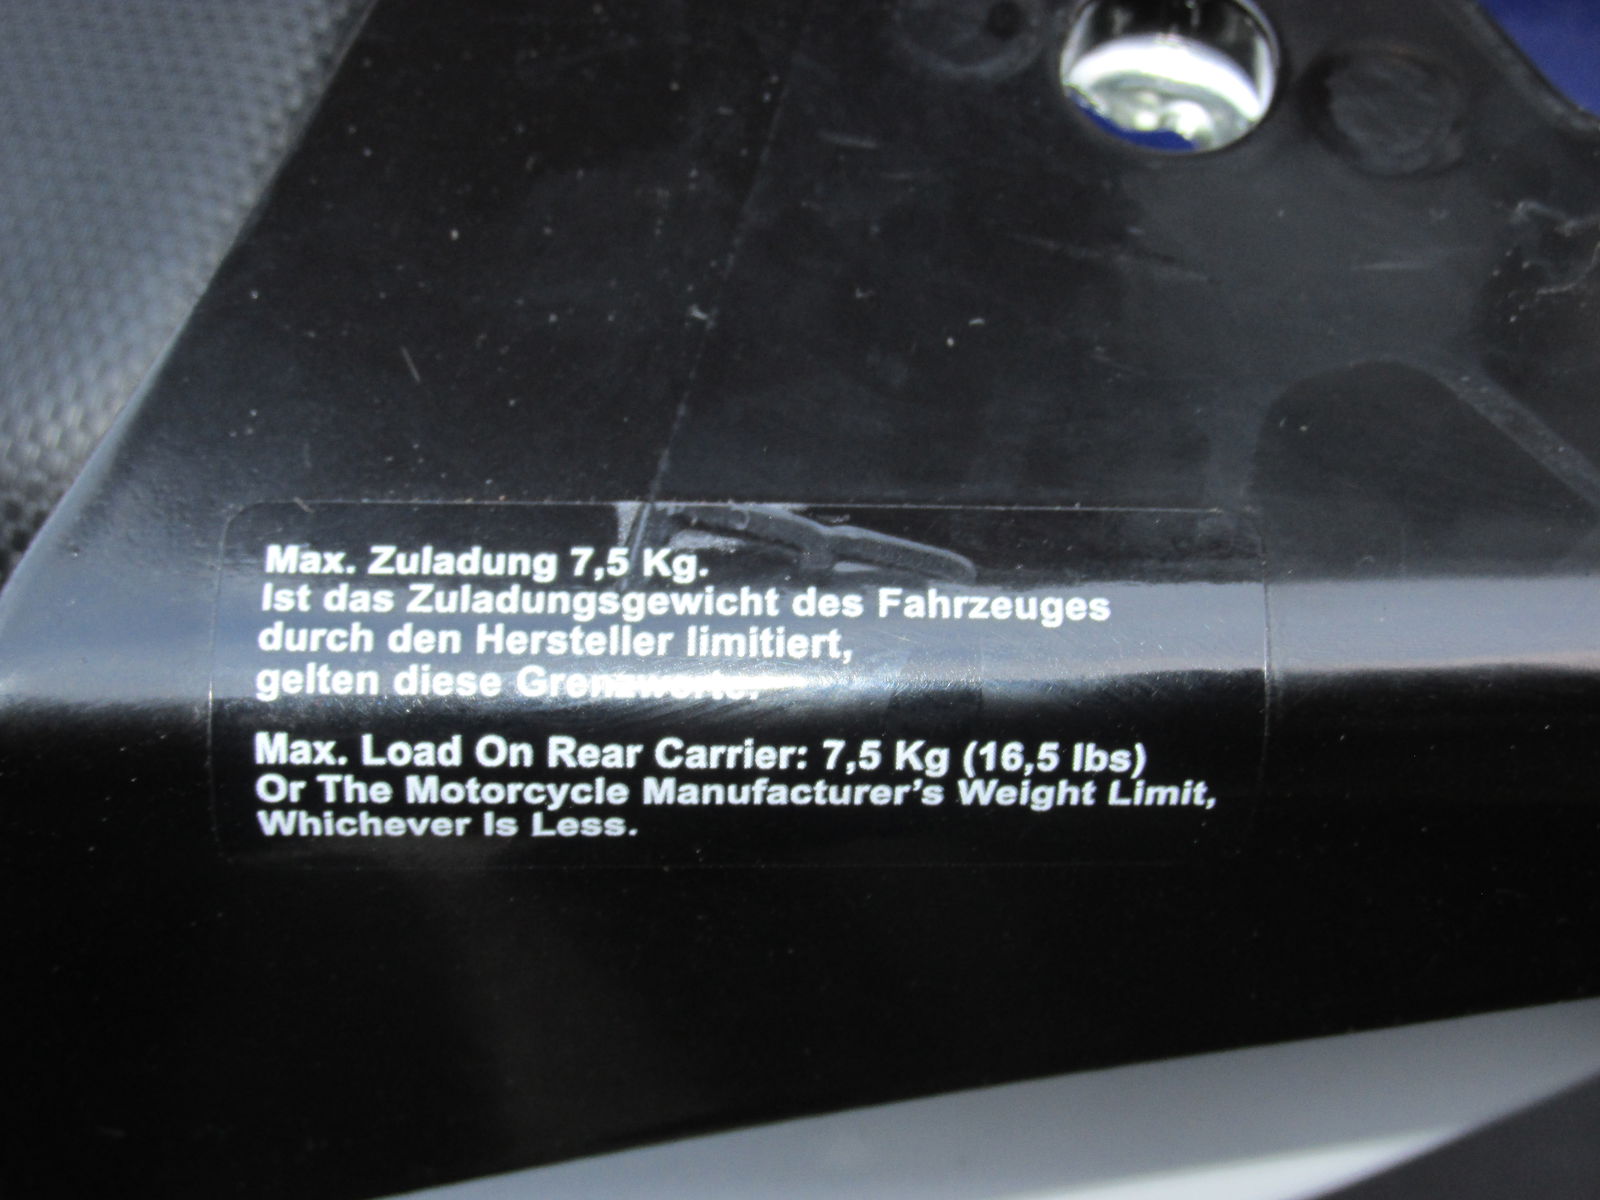 Max. Zuladung 7,5 Kg.
Ist das Zuladungsgewicht des Fahrzeuges
durch den Hersteller limitiert,
gelten diese Grenzwerte.
Max. Load On Rear Carrier: 7,5 Kg (16,5 lbs)
Or The Motorcycle Manufacturer's Weight Limit,
Whichever Is Less.